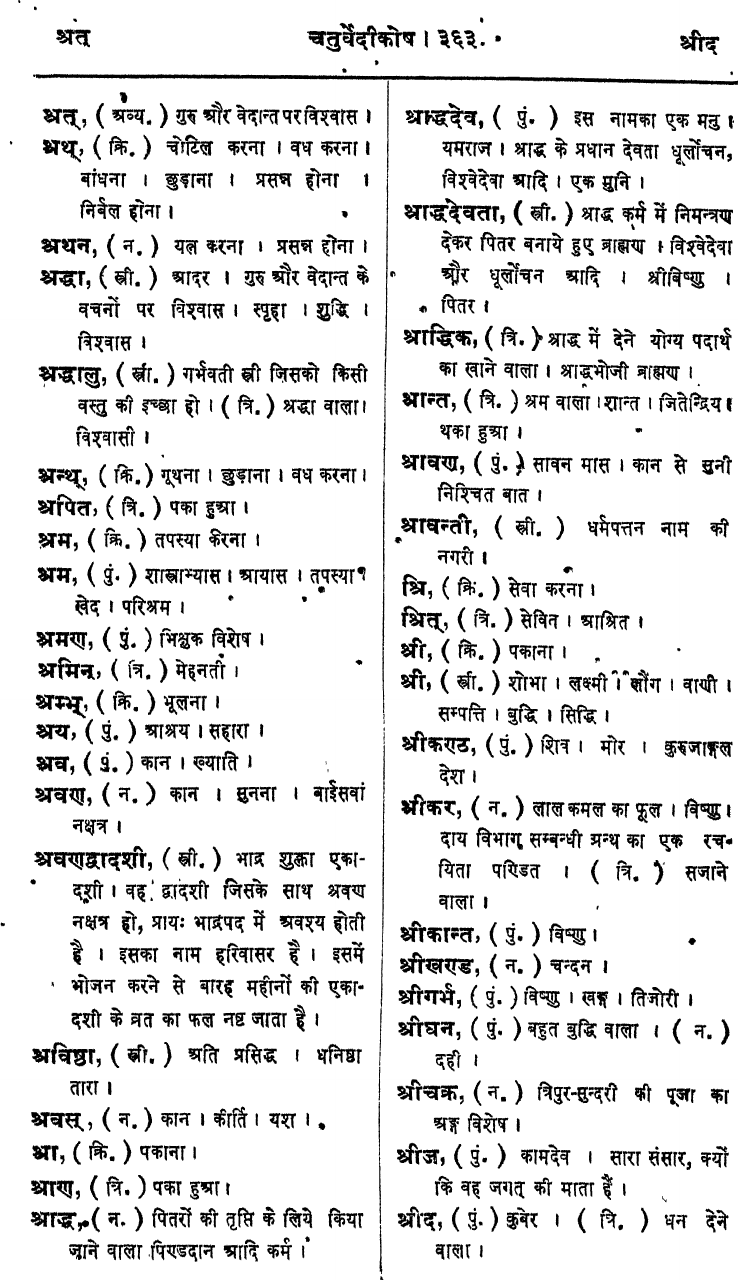 श्रत्
चतुर्वेदीकोष। ३६३.
श्रीद
श्रत्, ( अव्य. ) गुरु और वेदान्त पर विश्वास।
श्रथ्, ( क्रि. ) चोटिल करना । वध करना।
बांधना । छुड़ाना । प्रसन्न होना ।
निर्बल होना।
श्रथन, ( न. ) यत्न करना । प्रसन्न होना ।
श्रद्धा, ( स्त्री. ) आदर । गुरु और वेदान्त के
वचनों पर विश्वास । स्पृहा । शुद्धि ।
विश्वास ।
श्रद्धालु, ( स्त्री. ) गर्भवती स्त्री जिसको किसी
वस्तु की इच्छा हो । ( त्रि. ) श्रद्धा वाला।
विश्वासी ।
श्रन्थ्, ( क्रि. ) गूथना । छुड़ाना । वध करना।
श्रपित, ( त्रि. ) पका हुआ ।
श्रम, ( क्रि. ) तपस्या करना ।
श्रम, ( पुं. ) शास्त्राभ्यास । आयास । तपस्या
खेद । परिश्रम ।
श्रमण, ( पुं. ) भिक्षुक विशेष ।
श्रमिन्, ( त्रि. ) मेहनती ।
श्रम्भ्, ( क्रि. ) भूलना ।
श्रय, ( पुं. ) आश्रय । सहारा ।
श्रव, ( पुं. ) कान । ख्याति ।
श्रवण, ( न. ) कान । सुनना । बाईसवां
नक्षत्र ।
श्रवणद्वादशी, ( स्त्री. ) भाद्र शुक्ला एका-
दशी । वह द्वादशी जिसके साथ श्रवण
नक्षत्र हो, प्रायः भाद्रपद में अवश्य होती
है । इसका नाम हरिवासर है । इसमें
भोजन करने से बारह महीनों की एका-
दशी के व्रत का फल नष्ट जाता है ।
श्रविष्ठा, ( स्त्री. ) अति प्रसिद्ध । धनिष्ठा
तारा ।
श्रवस्, ( न. ) कान । कीर्ति । यश ।
श्रा, ( क्रि. ) पकाना ।
श्राण, ( त्रि. ) पका हुआ ।
श्राद्ध, ( न. ) पितरों की तृप्ति के लिये किया
जाने वाला पिण्डदान आदि कर्म ।
श्राद्धदेव, ( पुं. ) इस नामका एक मनु ।
यमराज । श्राद्ध के प्रधान देवता धूर्लोचन,
विश्वेदेवा आदि । एक मुनि ।
श्राद्धदेवता, ( स्त्री. ) श्राद्ध कर्म में निमन्त्रण
देकर पितर बनाये हुए ब्राह्मण । विश्वेदेवा
और धूर्लोचन आदि । श्रीविष्णु ।
पितर ।
श्राद्धिक, ( त्रि. ) श्राद्ध में देने योग्य पदार्थ
का खाने वाला । श्राद्धभोजी ब्राह्मण ।
श्रान्त, ( त्रि. ) श्रम वाला । शान्त । जितेन्द्रिय ।
थका हुआ ।
श्रावण, ( पुं. ) सावन मास । कान से सुनी
निश्चित बात ।
श्रावन्ती, ( स्त्री. ) धर्मपत्तन नाम की
नगरी ।
श्रि, ( क्रि. ) सेवा करना ।
श्रित्, ( त्रि. ) सेवित । आश्रित ।
श्री, ( क्रि. ) पकाना ।
श्री, ( स्त्री. ) शोभा । लक्ष्मी । लौंग । वाणी ।
सम्पत्ति । बुद्धि । सिद्धि ।
श्रीकण्ठ, ( पुं. ) शिव । मोर । कुरुजाङ्गल
देश ।
श्रीकर, ( न. ) लाल कमल का फूल । विष्णु।
दाय विभाग सम्बन्धी ग्रन्थ का एक रच-
यिता पण्डित । ( त्रि. ) सजाने
वाला ।
श्रीकान्त, ( पुं. ) विष्णु ।
श्रीखण्ड, ( न. ) चन्दन ।
श्रीगर्भ, ( पुं. ) विष्णु । खङ्ग । तिजोरी ।
श्रीघन, ( पुं. ) बहुत बुद्धि वाला । ( न. )
दही ।
श्रीचक्र, ( न. ) त्रिपुर-सुन्दरी की पूजा का
अङ्ग विशेष ।
श्रीज, ( पुं. ) कामदेव । सारा संसार, क्यों
कि वह जगत् की माता हैं ।
श्रीद, ( पुं. ) कुबेर । ( त्रि. ) धन देने
वाला ।